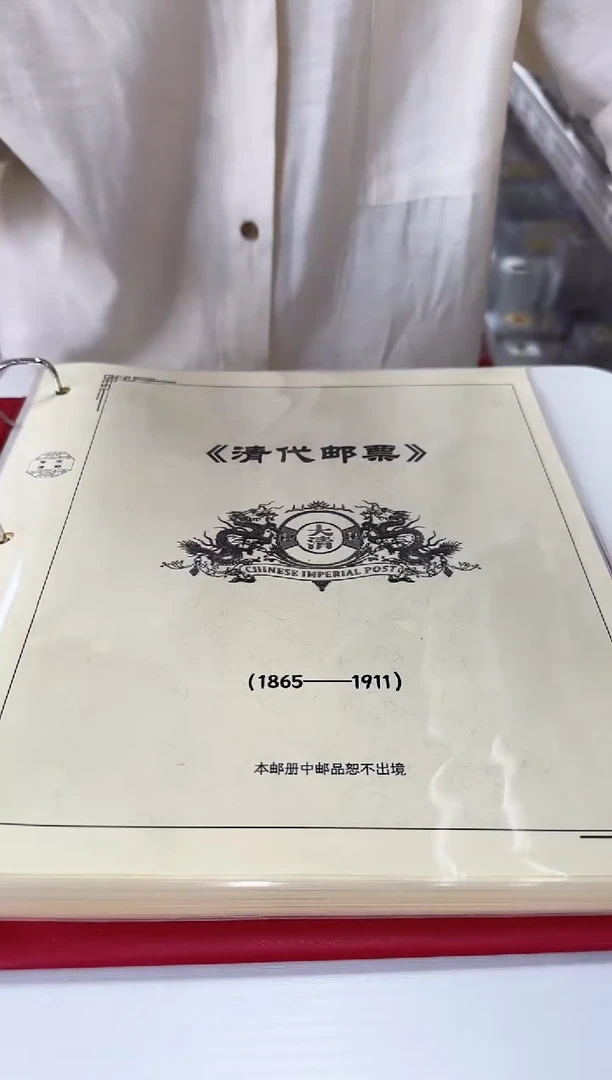 《清代邮票》
大清
CHINESE IMPERIAL POST
(1865——1911)
本邮册中邮品恕不出境